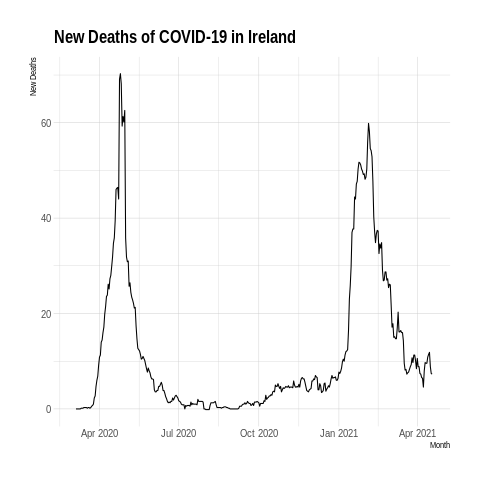 New Deaths of COVID-19 in Ireland
New Deaths
60
40
20
0
Apr 2020 Jul 2020 Oct 2020 Jan 2021 Apr 2021
Month